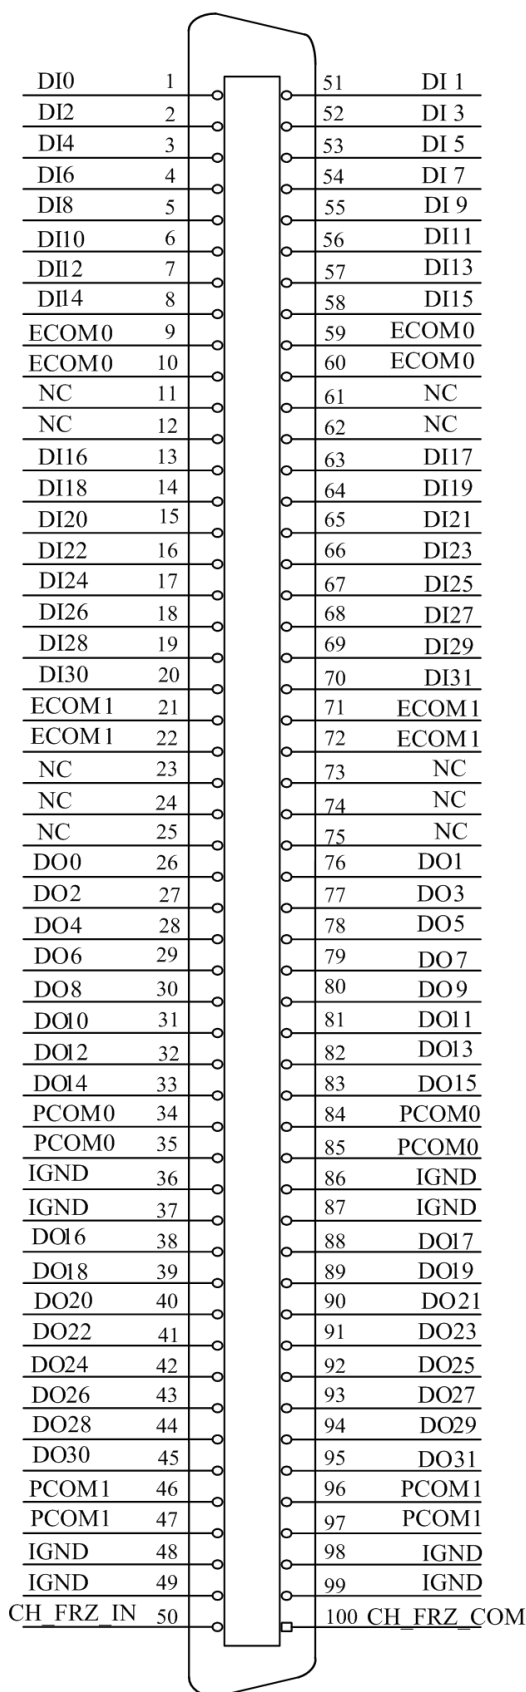 DI0 1 51 DI 1
DI2 2 52 DI 3
DI4 3 53 DI 5
DI6 4 54 DI 7
DI8 5 55 DI 9
DI10 6 56 DI11
DI12 7 57 DI13
DI14 8 58 DI15
ECOM0 9 59 ECOM0
ECOM0 10 60 ECOM0
NC 11 61 NC
NC 12 62 NC
DI16 13 63 DI17
DI18 14 64 DI19
DI20 15 65 DI21
DI22 16 66 DI23
DI24 17 67 DI25
DI26 18 68 DI27
DI28 19 69 DI29
DI30 20 70 DI31
ECOM1 21 71 ECOM1
ECOM1 22 72 ECOM1
NC 23 73 NC
NC 24 74 NC
NC 25 75 NC
DO0 26 76 DO1
DO2 27 77 DO3
DO4 28 78 DO5
DO6 29 79 DO7
DO8 30 80 DO9
DO10 31 81 DO11
DO12 32 82 DO13
DO14 33 83 DO15
PCOM0 34 84 PCOM0
PCOM0 35 85 PCOM0
IGND 36 86 IGND
IGND 37 87 IGND
DO16 38 88 DO17
DO18 39 89 DO19
DO20 40 90 DO21
DO22 41 91 DO23
DO24 42 92 DO25
DO26 43 93 DO27
DO28 44 94 DO29
DO30 45 95 DO31
PCOM1 46 96 PCOM1
PCOM1 47 97 PCOM1
IGND 48 98 IGND
IGND 49 99 IGND
CH_FRZ_IN 50 100 CH_FRZ_COM